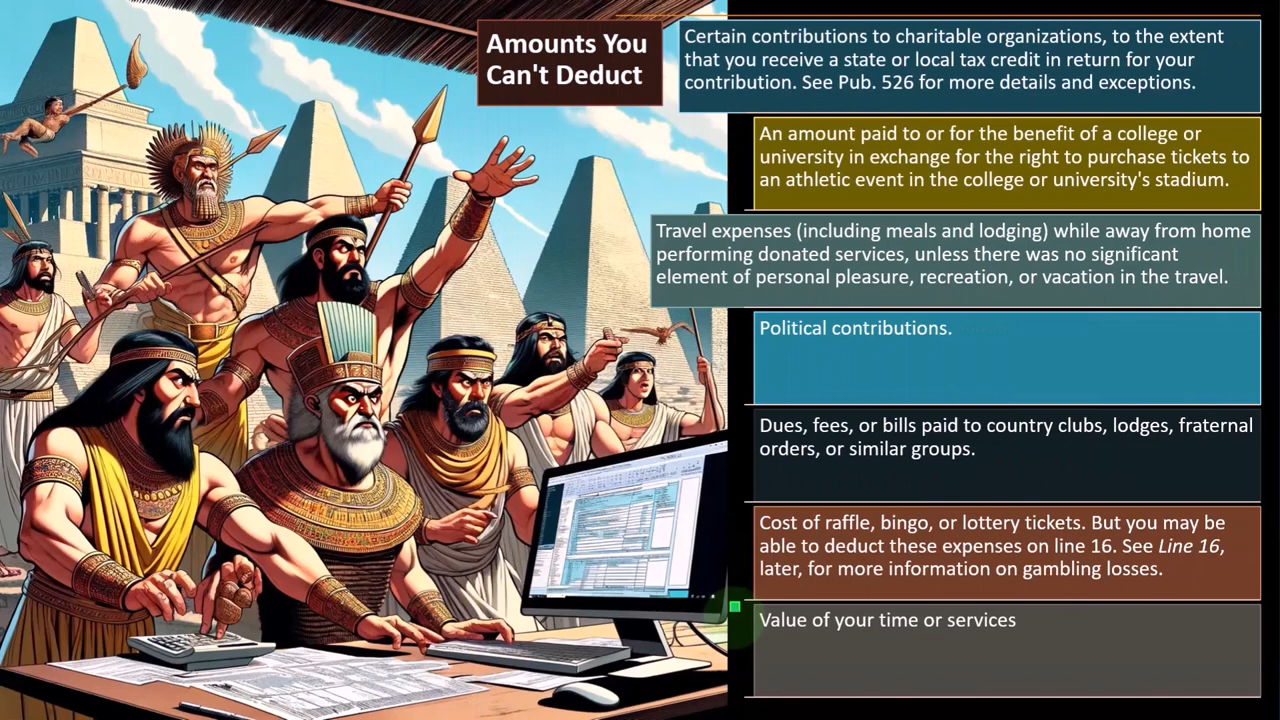 Amounts You
Can't Deduct
Certain contributions to charitable organizations, to the extent
that you receive a state or local tax credit in return for your
contribution. See Pub. 526 for more details and exceptions.
An amount paid to or for the benefit of a college or
university in exchange for the right to purchase tickets to
an athletic event in the college or university's stadium.
Travel expenses (including meals and lodging) while away from home
performing donated services, unless there was no significant
element of personal pleasure, recreation, or vacation in the travel.
Political contributions.
Dues, fees, or bills paid to country clubs, lodges, fraternal
orders, or similar groups.
Cost of raffle, bingo, or lottery tickets. But you may be
able to deduct these expenses on line 16. See Line 16,
later, for more information on gambling losses.
Value of your time or services